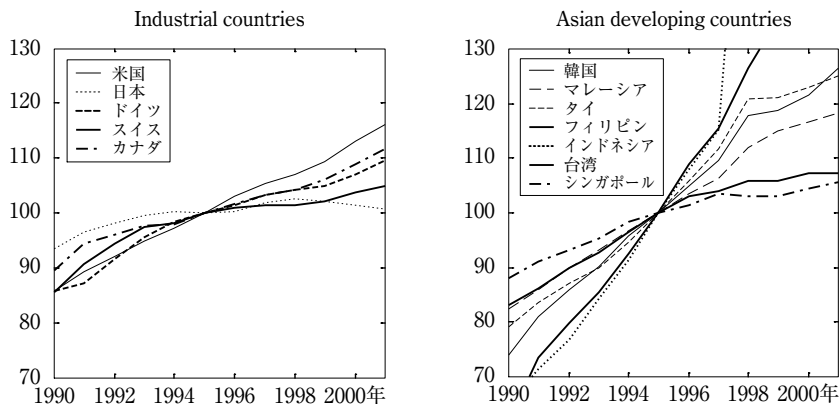 Industrial countries
130
120
110
100
90
80
70
1990 1992 1994 1996 1998 2000年
米国
日本
ドイツ
スイス
カナダ
Asian developing countries
130
120
110
100
90
80
70
1990 1992 1994 1996 1998 2000年
韓国
マレーシア
タイ
フィリピン
インドネシア
台湾
シンガポール